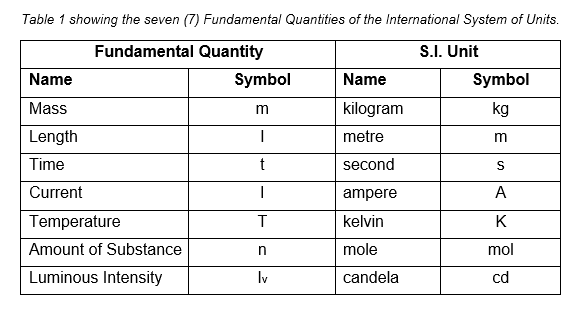 Table 1 showing the seven (7) Fundamental Quantities of the International System of Units.
Fundamental Quantity S.I. Unit
Name Symbol Name Symbol
Mass m kilogram kg
Length l metre m
Time t second s
Current I ampere A
Temperature T kelvin K
Amount of Substance n mole mol
Luminous Intensity Iv candela cd